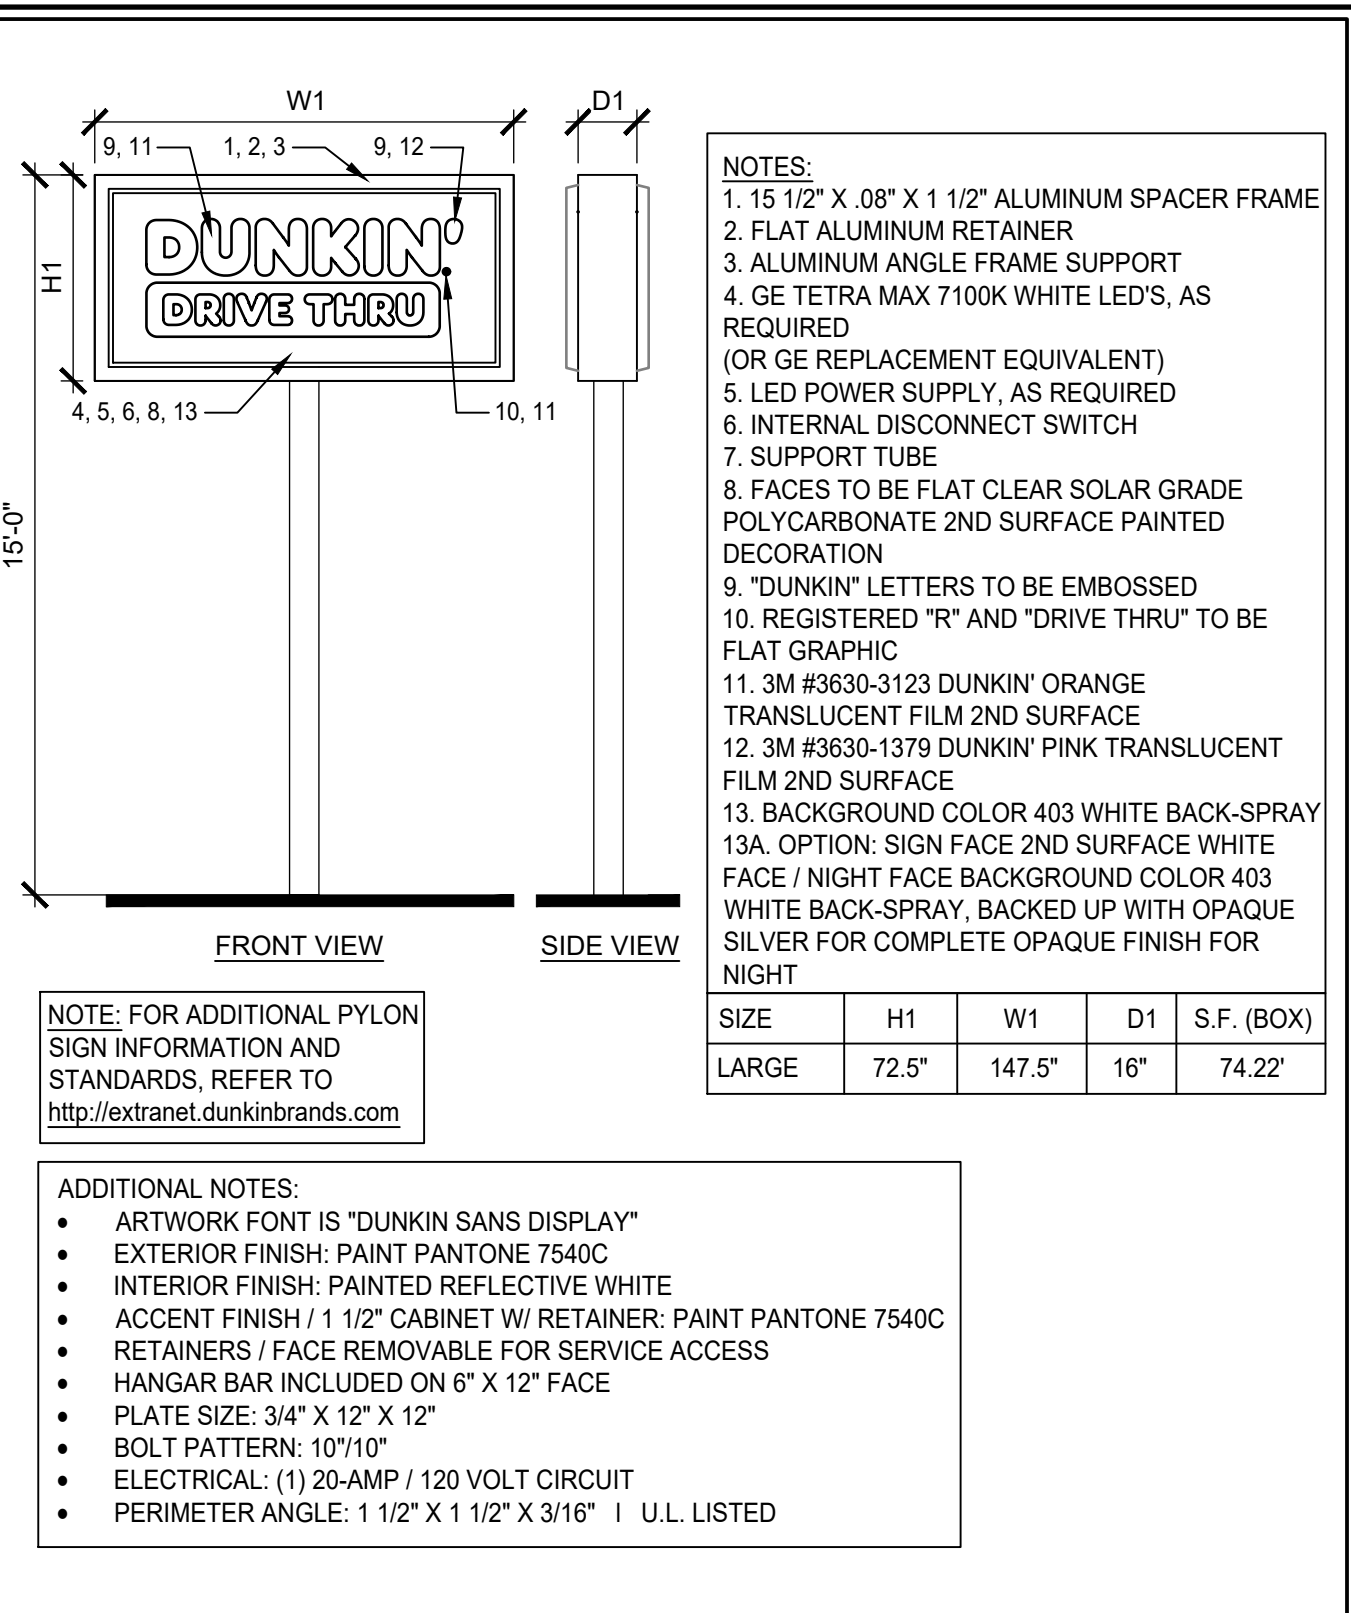 W1
D1
9, 11
1, 2, 3
9, 12
H1
DUNKIN'
DRIVE THRU
4, 5, 6, 8, 13
10, 11
15'-0"
FRONT VIEW
SIDE VIEW
NOTES:
1. 15 1/2" X .08" X 1 1/2" ALUMINUM SPACER FRAME
2. FLAT ALUMINUM RETAINER
3. ALUMINUM ANGLE FRAME SUPPORT
4. GE TETRA MAX 7100K WHITE LED'S, AS
REQUIRED
(OR GE REPLACEMENT EQUIVALENT)
5. LED POWER SUPPLY, AS REQUIRED
6. INTERNAL DISCONNECT SWITCH
7. SUPPORT TUBE
8. FACES TO BE FLAT CLEAR SOLAR GRADE
POLYCARBONATE 2ND SURFACE PAINTED
DECORATION
9. "DUNKIN" LETTERS TO BE EMBOSSED
10. REGISTERED "R" AND "DRIVE THRU" TO BE
FLAT GRAPHIC
11. 3M #3630-3123 DUNKIN' ORANGE
TRANSLUCENT FILM 2ND SURFACE
12. 3M #3630-1379 DUNKIN' PINK TRANSLUCENT
FILM 2ND SURFACE
13. BACKGROUND COLOR 403 WHITE BACK-SPRAY
13A. OPTION: SIGN FACE 2ND SURFACE WHITE
FACE / NIGHT FACE BACKGROUND COLOR 403
WHITE BACK-SPRAY, BACKED UP WITH OPAQUE
SILVER FOR COMPLETE OPAQUE FINISH FOR
NIGHT
SIZE H1 W1 D1 S.F. (BOX)
LARGE 72.5" 147.5" 16" 74.22'
NOTE: FOR ADDITIONAL PYLON
SIGN INFORMATION AND
STANDARDS, REFER TO
http://extranet.dunkinbrands.com
ADDITIONAL NOTES:
• ARTWORK FONT IS "DUNKIN SANS DISPLAY"
• EXTERIOR FINISH: PAINT PANTONE 7540C
• INTERIOR FINISH: PAINTED REFLECTIVE WHITE
• ACCENT FINISH / 1 1/2" CABINET W/ RETAINER: PAINT PANTONE 7540C
• RETAINERS / FACE REMOVABLE FOR SERVICE ACCESS
• HANGAR BAR INCLUDED ON 6" X 12" FACE
• PLATE SIZE: 3/4" X 12" X 12"
• BOLT PATTERN: 10"/10"
• ELECTRICAL: (1) 20-AMP / 120 VOLT CIRCUIT
• PERIMETER ANGLE: 1 1/2" X 1 1/2" X 3/16" I U.L. LISTED